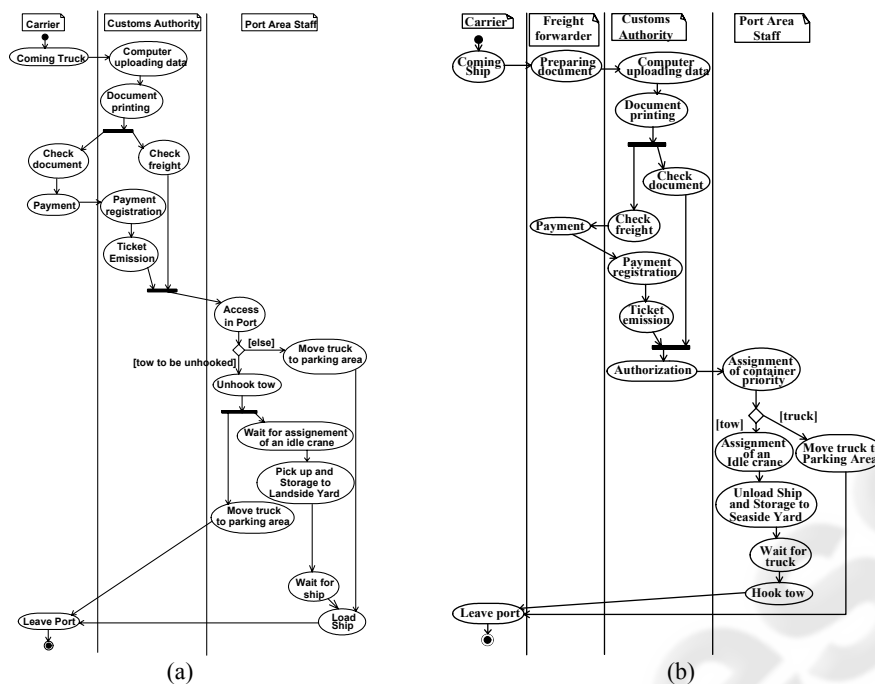 Carrier
Customs Authority
Port Area Staff
Coming Truck
Computer
uploading data
Document
printing
Check
document
Check
freight
Payment
Payment
registration
Ticket
Emission
Access
in Port
[else]
[tow to be unhooked]
Move truck
to parking area
Unhook tow
Wait for assignement
of an idle crane
Pick up and
Storage to
Landside Yard
Move truck
to parking area
Wait for
ship
Leave Port
Load
Ship
(a)
Carrier
Freight
forwarder
Customs
Authority
Port Area
Staff
Coming
Ship
Preparing
document
Computer
uploading data
Document
printing
Check
document
Payment
Check
freight
Payment
registration
Ticket
emission
Authorization
Assignment
of container
priority
[tow]
[truck]
Assignment
of an
Idle crane
Move truck to
Parking Area
Unload Ship
and Storage to
Seaside Yard
Wait for
truck
Hook tow
Leave port
(b)